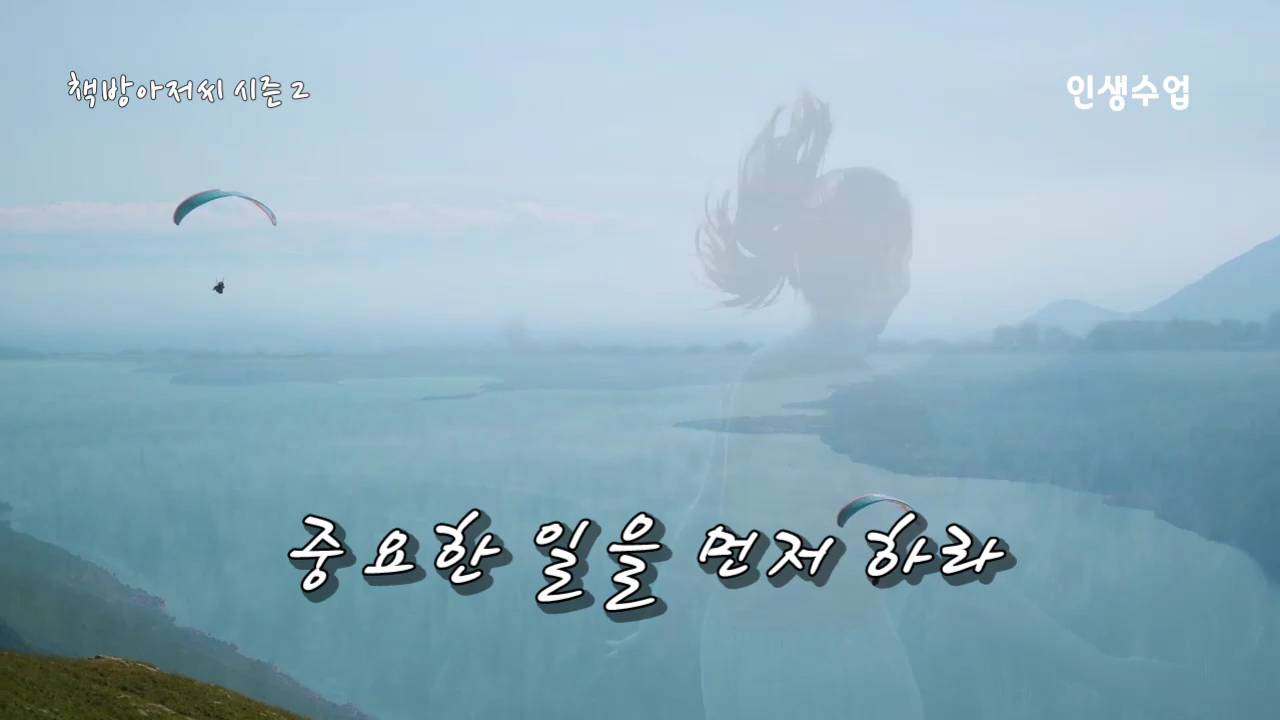 책방아저씨 시즌 2
인생수업
중요한 일을 먼저 하라